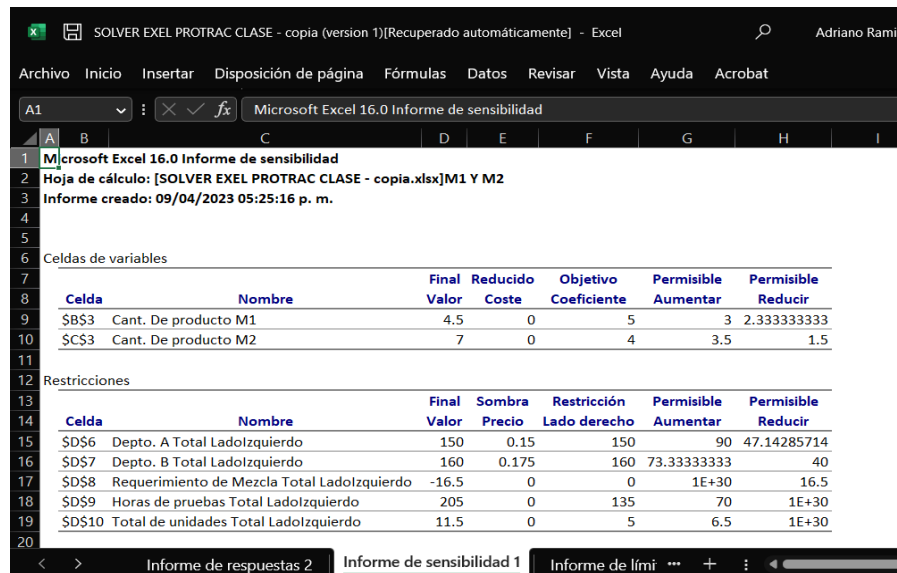 SOLVER EXEL PROTRAC CLASE - copia (version 1)[Recuperado automáticamente] - Excel Adriano Rami
Archivo Inicio Insertar Disposición de página Fórmulas Datos Revisar Vista Ayuda Acrobat
A1 fx Microsoft Excel 16.0 Informe de sensibilidad
A B C D E F G H I
1 Microsoft Excel 16.0 Informe de sensibilidad
2 Hoja de cálculo: [SOLVER EXEL PROTRAC CLASE - copia.xlsx]M1 Y M2
3 Informe creado: 09/04/2023 05:25:16 p. m.
4
5
6 Celdas de variables
7 Final Reducido Objetivo Permisible Permisible
8 Celda Nombre Valor Coste Coeficiente Aumentar Reducir
9 $B$3 Cant. De producto M1 4.5 0 5 3 2.333333333
10 $C$3 Cant. De producto M2 7 0 4 3.5 1.5
11
12 Restricciones
13 Final Sombra Restricción Permisible Permisible
14 Celda Nombre Valor Precio Lado derecho Aumentar Reducir
15 $D$6 Depto. A Total LadoIzquierdo 150 0.15 150 90 47.14285714
16 $D$7 Depto. B Total LadoIzquierdo 160 0.175 160 73.33333333 40
17 $D$8 Requerimiento de Mezcla Total LadoIzquierdo -16.5 0 0 1E+30 16.5
18 $D$9 Horas de pruebas Total LadoIzquierdo 205 0 135 70 1E+30
19 $D$10 Total de unidades Total LadoIzquierdo 11.5 0 5 6.5 1E+30
20
Informe de respuestas 2 Informe de sensibilidad 1 Informe de lími ...